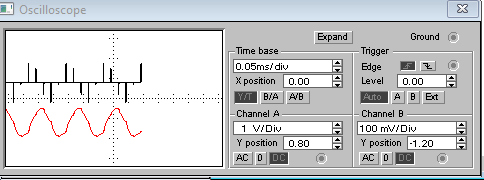 Oscilloscope
Expand
Ground
Time base
0.05ms/div
X position 0.00
Y/T B/A A/B
Trigger
Edge
Level 0.00
Auto A B Ext
Channel A
1 V/Div
Y position 0.80
AC 0 DC
Channel B
100 mV/Div
Y position -1.20
AC 0 DC